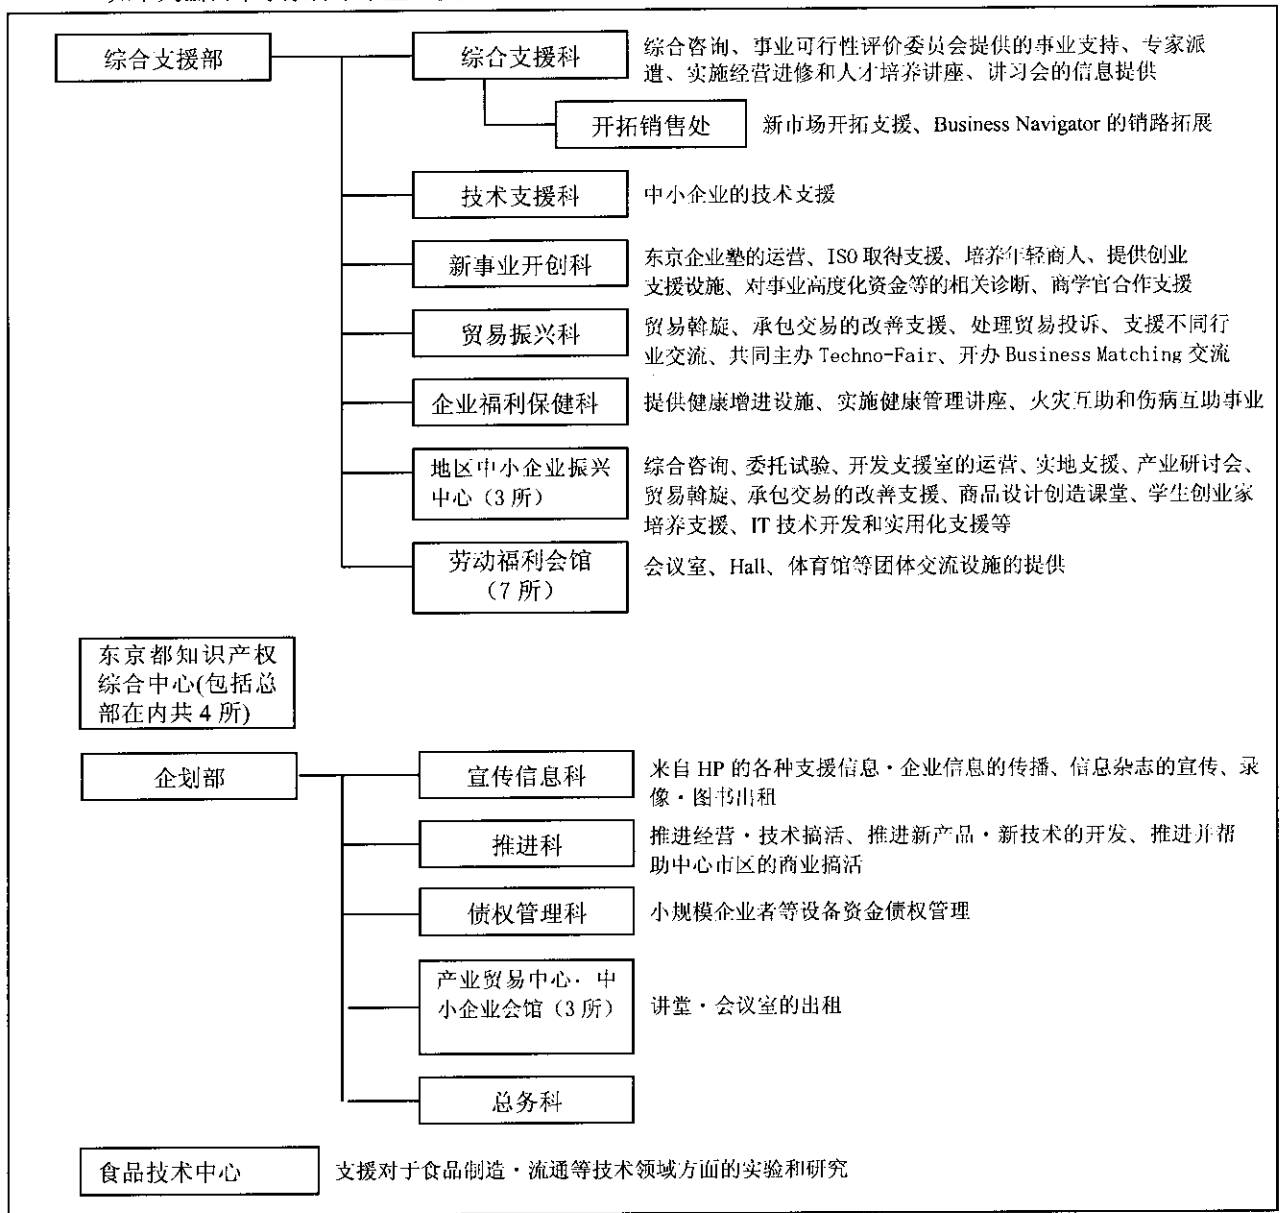 综合支援部
综合支援科
综合咨询、事业可行性评价委员会提供的事业支持、专家派
遣、实施经营进修和人才培养讲座、讲习会的信息提供
开拓销售处
新市场开拓支援、Business Navigator 的销路拓展
技术支援科
中小企业的技术支援
新事业开创科
东京企业塾的运营、ISO 取得支援、培养年轻商人、提供创业
支援设施、对事业高度化资金等的相关诊断、商学官合作支援
贸易振兴科
贸易斡旋、承包交易的改善支援、处理贸易投诉、支援不同行
业交流、共同主办 Techno-Fair、开办 Business Matching 交流
企业福利保健科
提供健康增进设施、实施健康管理讲座、火灾互助和伤病互助事业
地区中小企业振兴
中心（3 所）
综合咨询、委托试验、开发支援室的运营、实地支援、产业研讨会、
贸易斡旋、承包交易的改善支援、商品设计创造课堂、学生创业家
培养支援、IT 技术开发和实用化支援等
劳动福利会馆
（7 所）
会议室、Hall、体育馆等团体交流设施的提供
东京都知识产权
综合中心(包括总
部在内共 4 所)
企划部
宣传信息科
来自 HP 的各种支援信息·企业信息的传播、信息杂志的宣传、录
像·图书出租
推进科
推进经营·技术搞活、推进新产品·新技术的开发、推进并帮
助中心市区的商业搞活
债权管理科
小规模企业者等设备资金债权管理
产业贸易中心·中
小企业会馆（3 所）
讲堂·会议室的出租
总务科
食品技术中心
支援对于食品制造·流通等技术领域方面的实验和研究